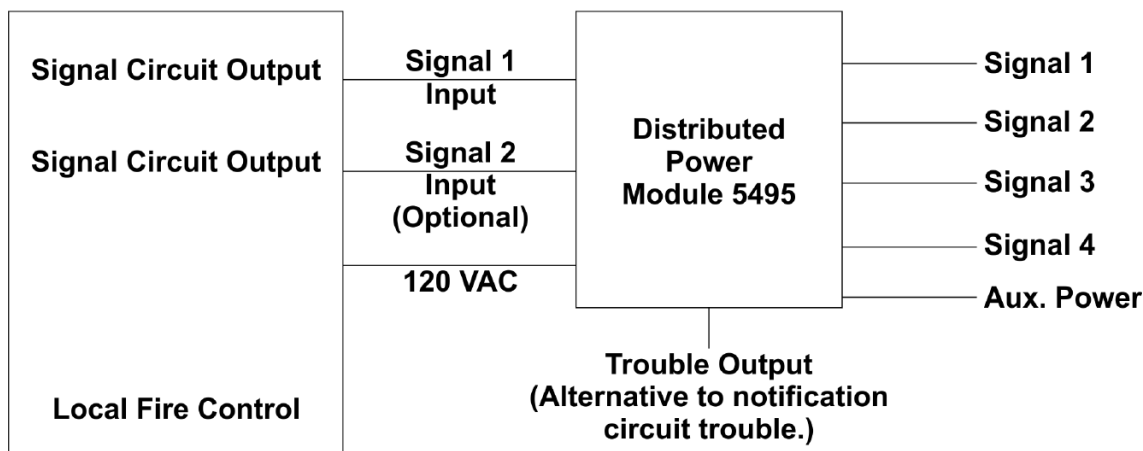 Signal Circuit Output
Signal Circuit Output
Local Fire Control
Signal 1
Input
Signal 2
Input
(Optional)
120 VAC
Distributed
Power
Module 5495
Signal 1
Signal 2
Signal 3
Signal 4
Aux. Power
Trouble Output
(Alternative to notification
circuit trouble.)